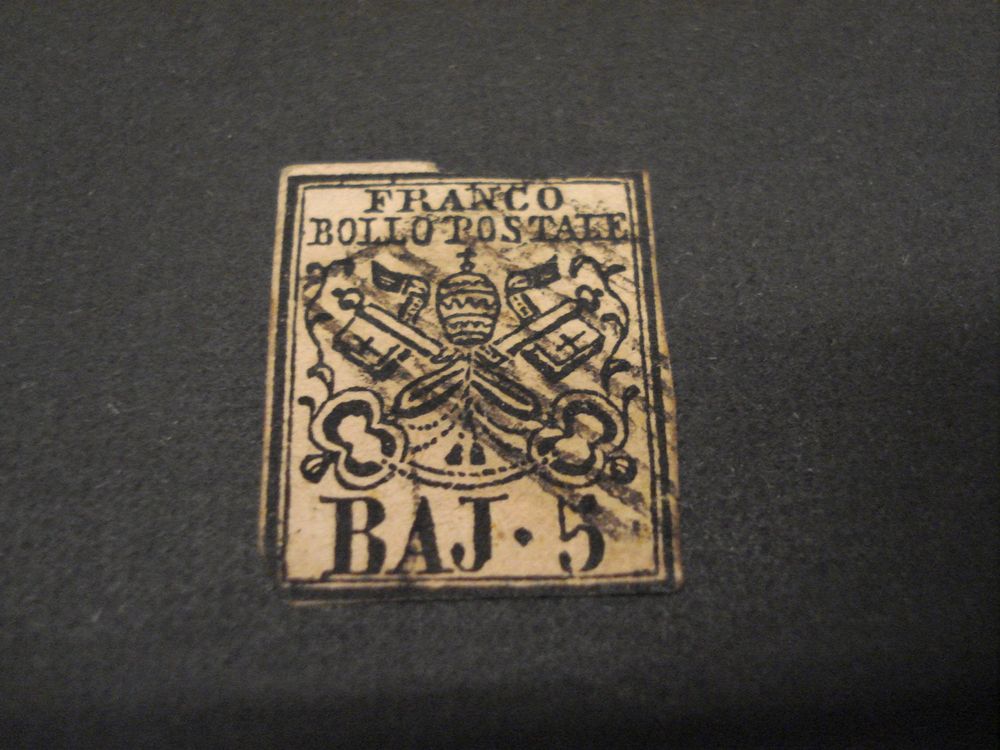 FRANCO
BOLLO POSTALE
BAJ · 5